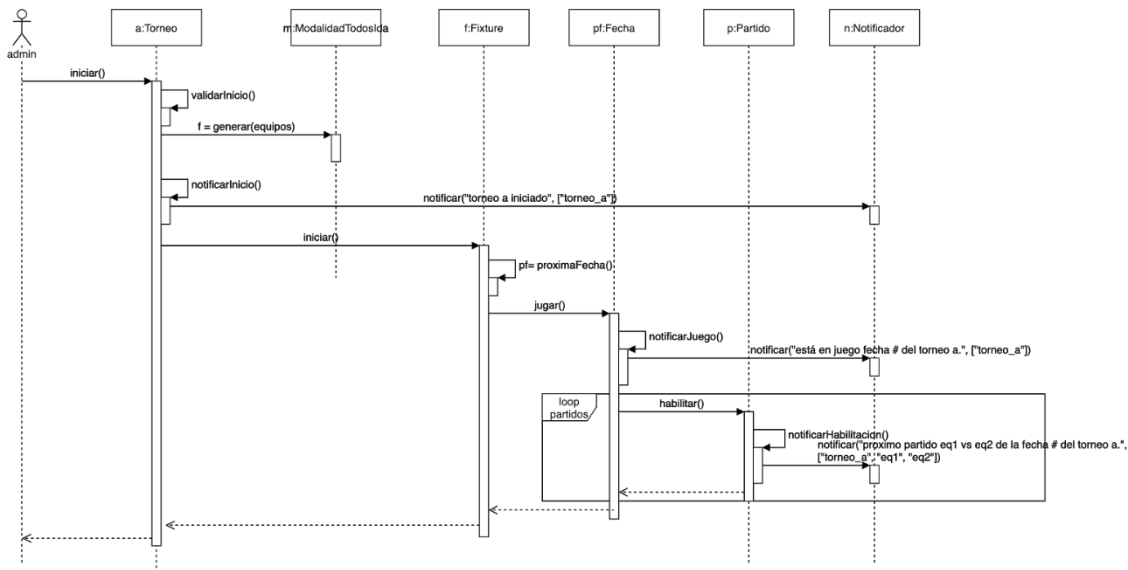 a:Torneo
m:ModalidadTodosIda
f:Fixture
pf:Fecha
p:Partido
n:Notificador
admin
iniciar()
validarInicio()
f = generar(equipos)
notificarInicio()
notificar("torneo a iniciado", ["torneo_a"])
iniciar()
pf= proximaFecha()
jugar()
notificarJuego()
notificar("está en juego fecha # del torneo a.", ["torneo_a"])
loop
partidos
habilitar()
notificarHabilitacion()
notificar("proximo partido eq1 vs eq2 de la fecha # del torneo a.",
["torneo_a", "eq1", "eq2"])